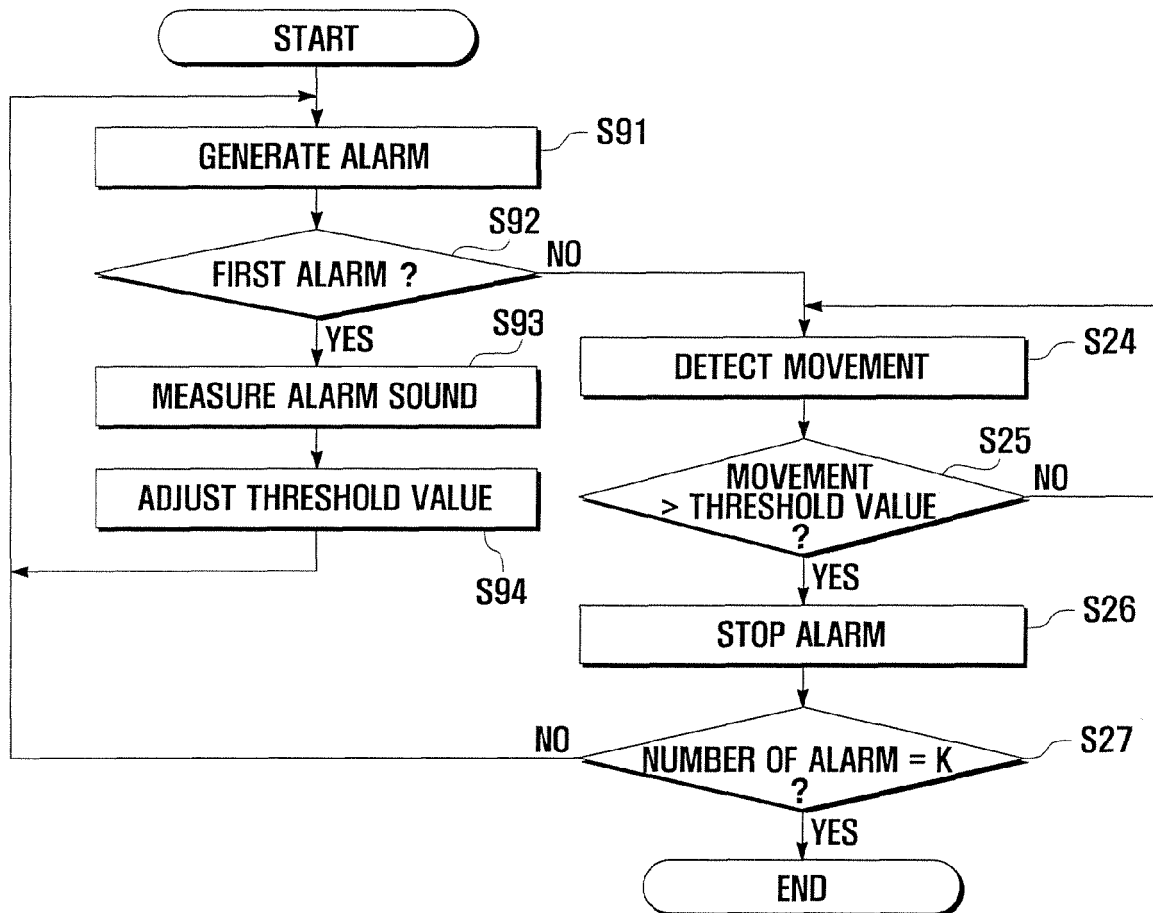 START
GENERATE ALARM
S91
FIRST ALARM ?
S92
NO
YES
MEASURE ALARM SOUND
S93
ADJUST THRESHOLD VALUE
S94
DETECT MOVEMENT
S24
MOVEMENT
> THRESHOLD VALUE
?
S25
NO
YES
STOP ALARM
S26
NUMBER OF ALARM = K
?
S27
NO
YES
END